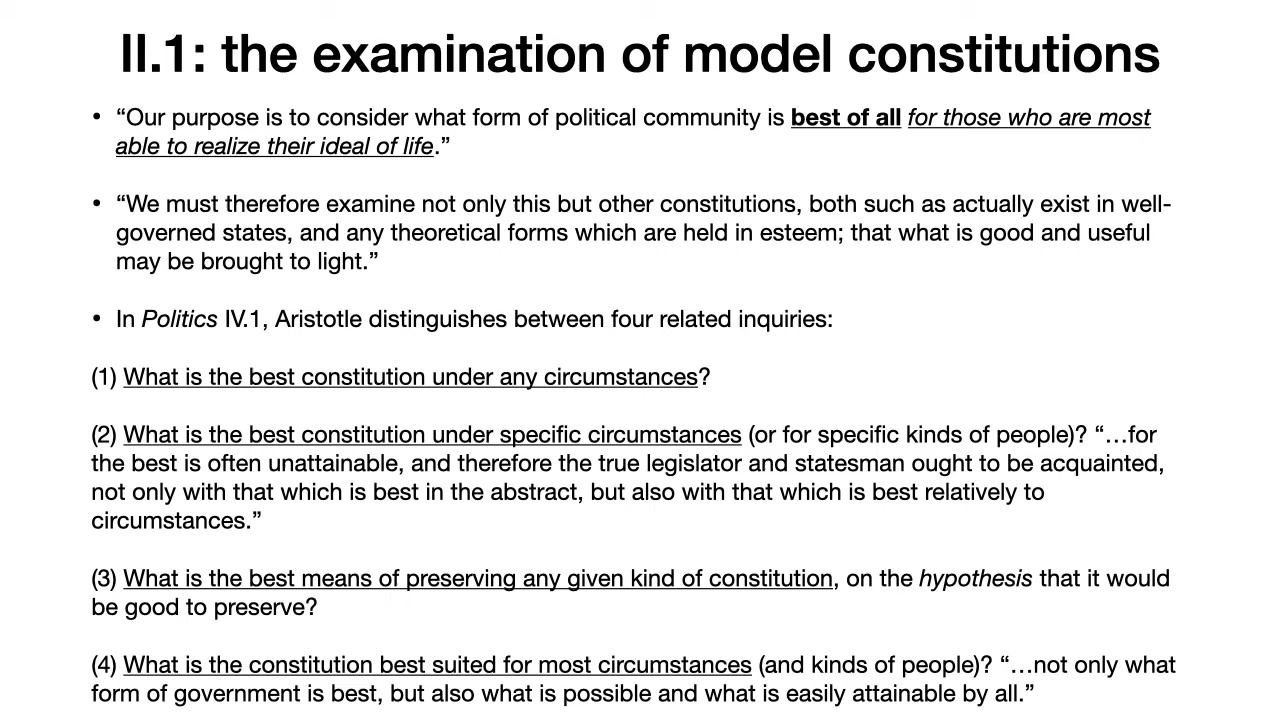 II.1: the examination of model constitutions
• “Our purpose is to consider what form of political community is best of all for those who are most
able to realize their ideal of life.”
• “We must therefore examine not only this but other constitutions, both such as actually exist in well-
governed states, and any theoretical forms which are held in esteem; that what is good and useful
may be brought to light.”
• In Politics IV.1, Aristotle distinguishes between four related inquiries:
(1) What is the best constitution under any circumstances?
(2) What is the best constitution under specific circumstances (or for specific kinds of people)? “…for
the best is often unattainable, and therefore the true legislator and statesman ought to be acquainted,
not only with that which is best in the abstract, but also with that which is best relatively to
circumstances.”
(3) What is the best means of preserving any given kind of constitution, on the hypothesis that it would
be good to preserve?
(4) What is the constitution best suited for most circumstances (and kinds of people)? “…not only what
form of government is best, but also what is possible and what is easily attainable by all.”